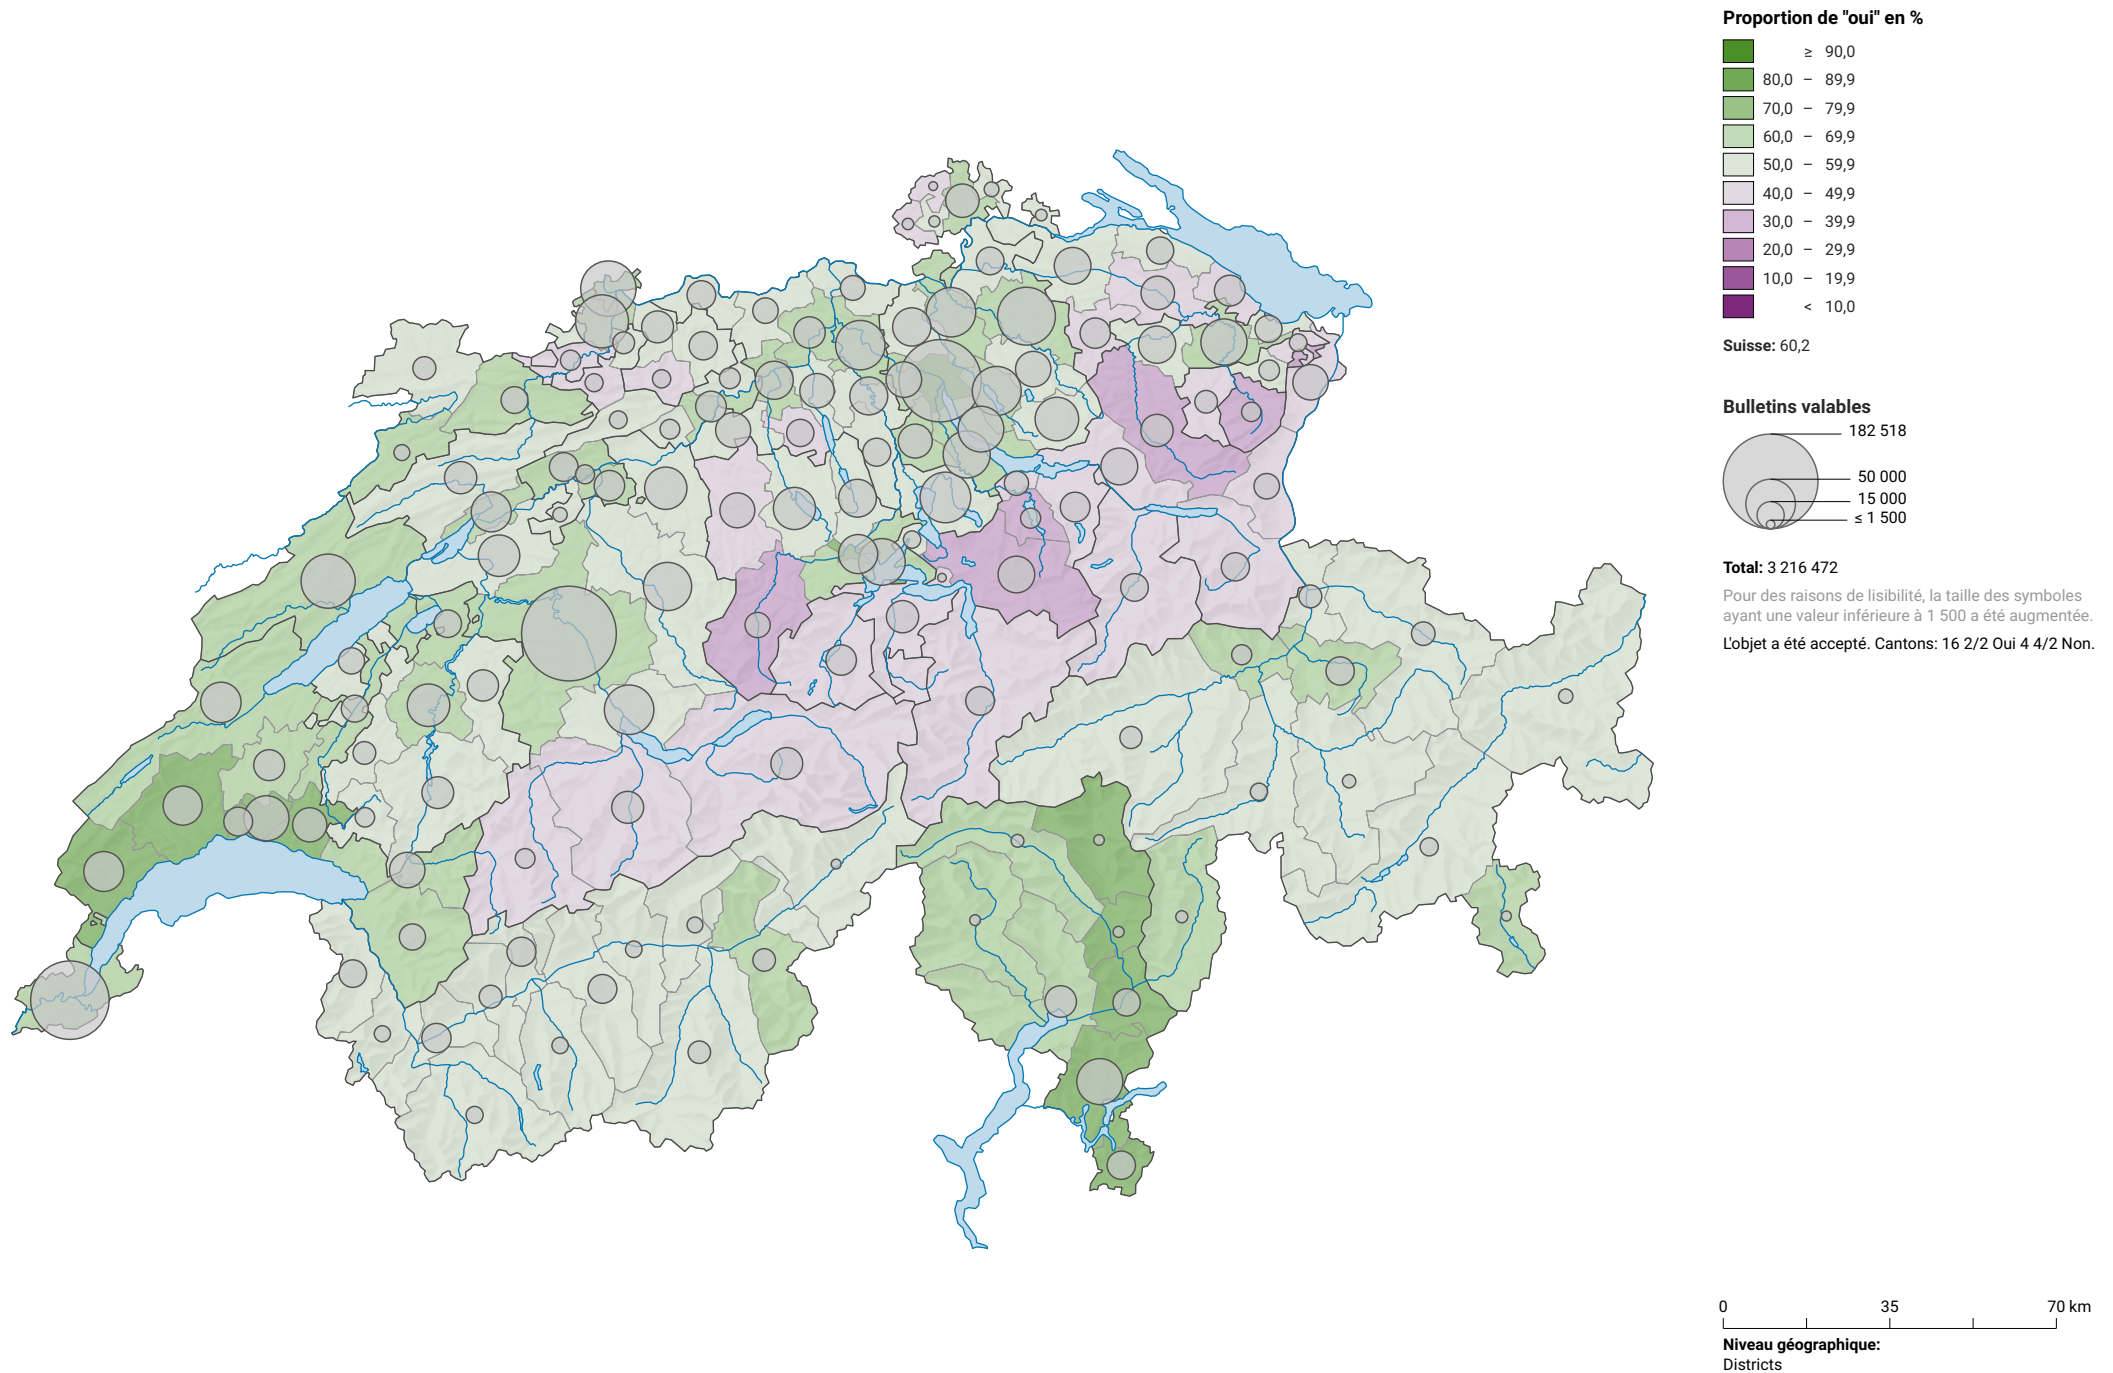 Proportion de "oui" en %
≥ 90,0
80,0 – 89,9
70,0 – 79,9
60,0 – 69,9
50,0 – 59,9
40,0 – 49,9
30,0 – 39,9
20,0 – 29,9
10,0 – 19,9
< 10,0
Suisse: 60,2
Bulletins valables
182 518
50 000
15 000
≤ 1 500
Total: 3 216 472
Pour des raisons de lisibilité, la taille des symboles
ayant une valeur inférieure à 1 500 a été augmentée.
L'objet a été accepté. Cantons: 16 2/2 Oui 4 4/2 Non.
0 35 70 km
Niveau géographique:
Districts